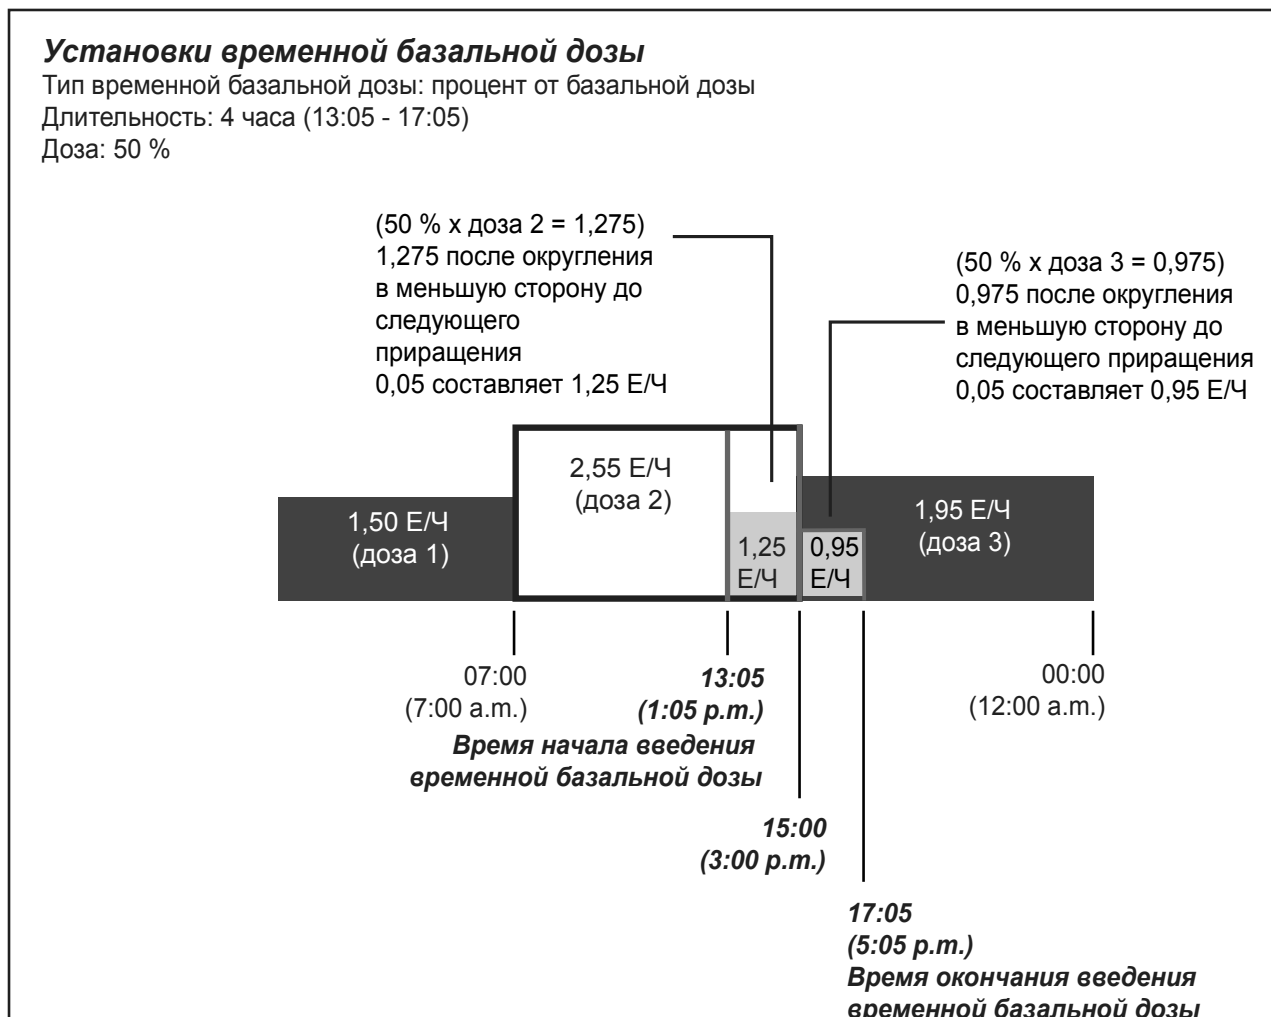 Установки временной базальной дозы
Тип временной базальной дозы: процент от базальной дозы
Длительность: 4 часа (13:05 - 17:05)
Доза: 50 %
(50 % x доза 2 = 1,275)
1,275 после округления
в меньшую сторону до
следующего
приращения
0,05 составляет 1,25 Е/Ч
(50 % x доза 3 = 0,975)
0,975 после округления
в меньшую сторону до
следующего приращения
0,05 составляет 0,95 Е/Ч
1,50 Е/Ч
(доза 1)
2,55 Е/Ч
(доза 2)
1,25
Е/Ч
0,95
Е/Ч
1,95 Е/Ч
(доза 3)
07:00
(7:00 a.m.)
13:05
(1:05 p.m.)
Время начала введения
временной базальной дозы
00:00
(12:00 a.m.)
15:00
(3:00 p.m.)
17:05
(5:05 p.m.)
Время окончания введения
временной базальной дозы